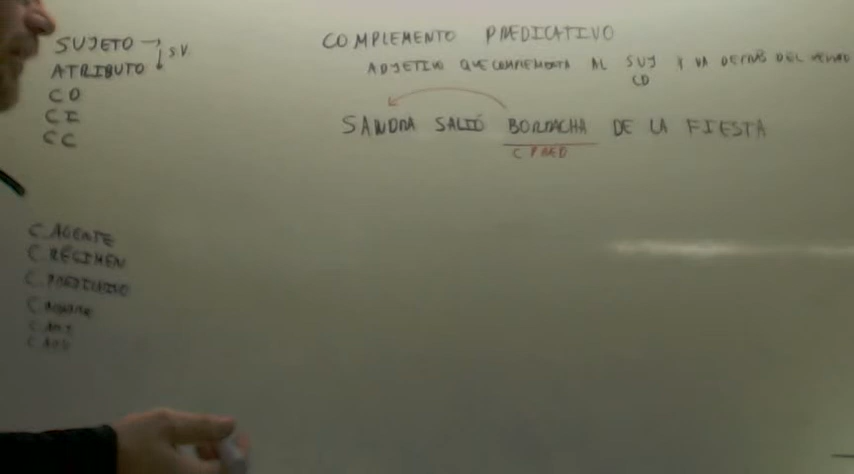 SUJETO
S.V.
ATRIBUTO
CD
CI
CC
C. AGENTE
C. RÉGIMEN
C. PREDICATIVO
COMPLEMENTO PREDICATIVO
ADJETIVO QUE COMPLEMENTA AL SUJ Y VA DETRÁS DEL VERBO
CD
SANDRA SALIÓ BORRACHA DE LA FIESTA
C PRED